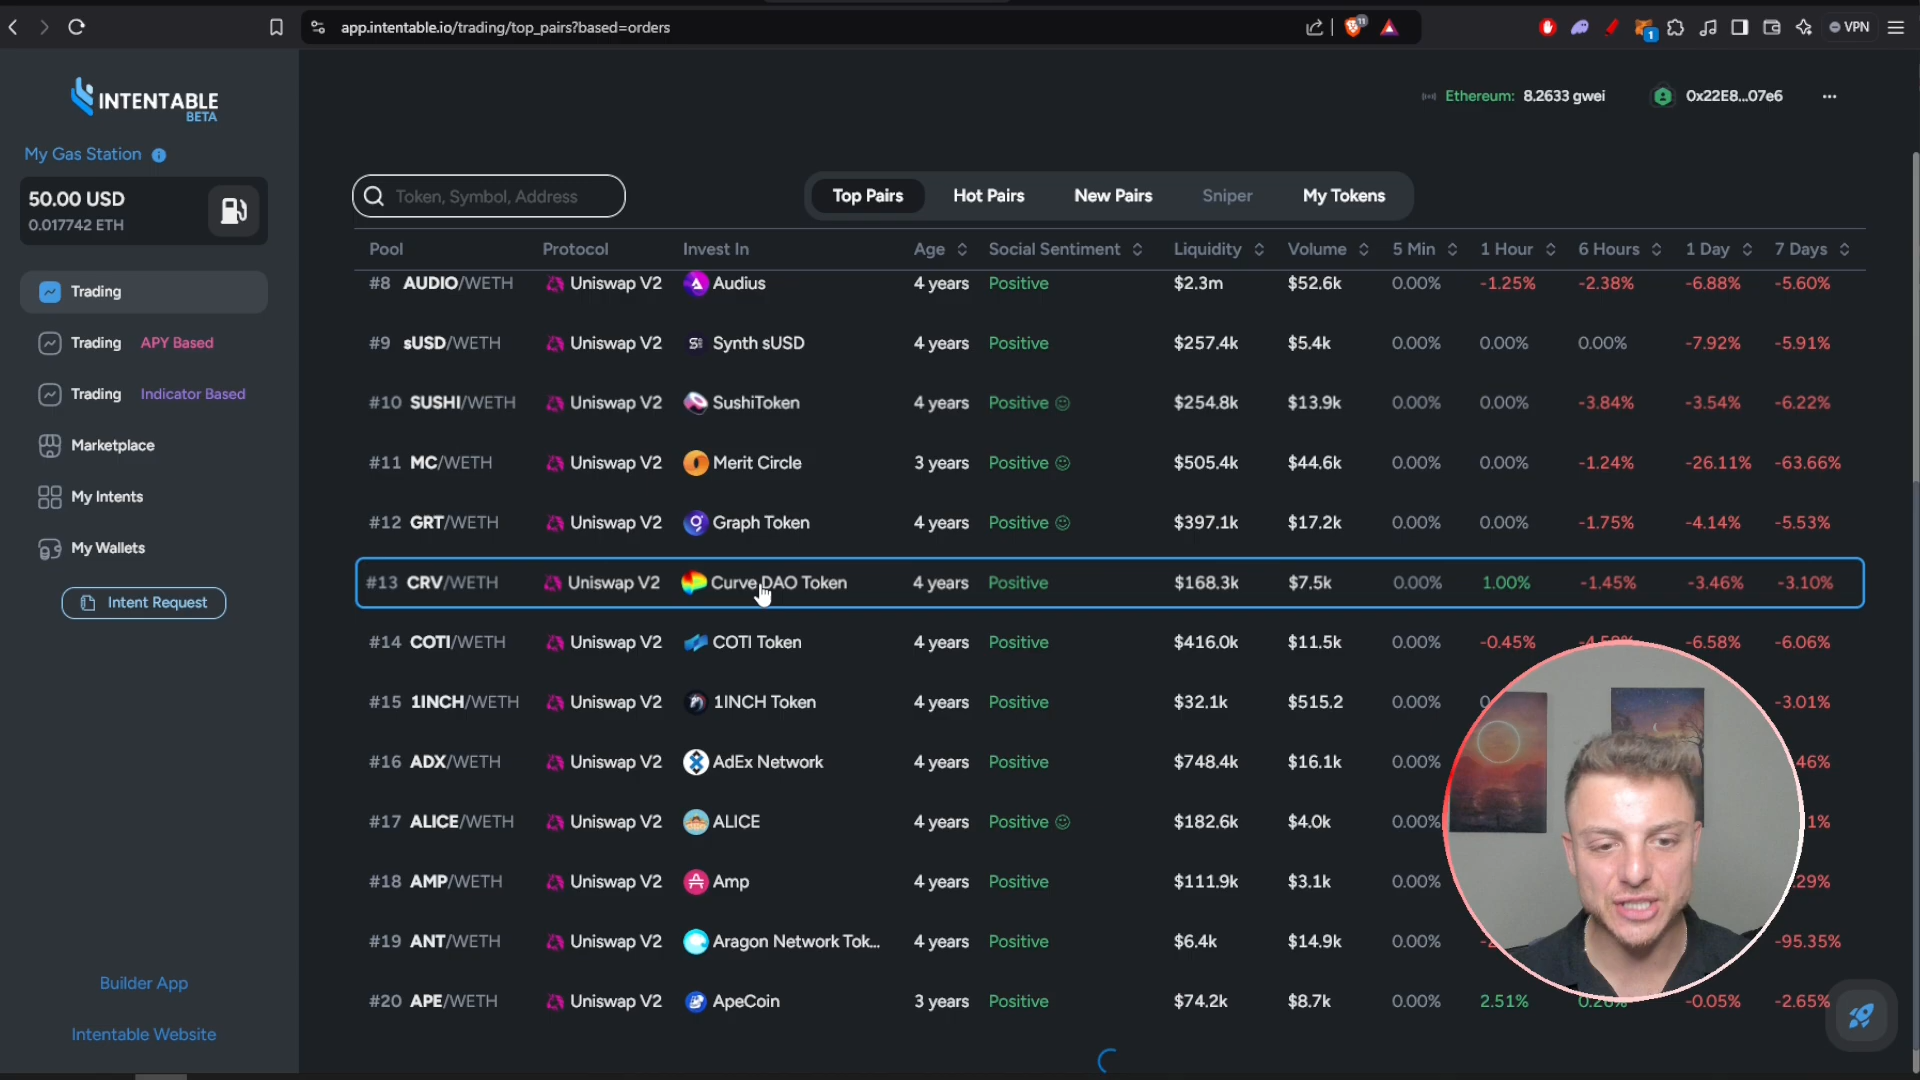 app.intentable.io/trading/top_pairs?based=orders
11
1
VPN
INTENTABLE
BETA
Ethereum: 8.2633 gwei
0x22E8...07e6
My Gas Station
50.00 USD
0.017742 ETH
Trading
Trading APY Based
Trading Indicator Based
Marketplace
My Intents
My Wallets
Intent Request
Builder App
Intentable Website
Token, Symbol, Address
Top Pairs Hot Pairs New Pairs Sniper My Tokens
Pool Protocol Invest In Age Social Sentiment Liquidity Volume 5 Min 1 Hour 6 Hours 1 Day 7 Days
#8 AUDIO/WETH Uniswap V2 Audius 4 years Positive $2.3m $52.6k 0.00% -1.25% -2.38% -6.88% -5.60%
#9 sUSD/WETH Uniswap V2 Synth sUSD 4 years Positive $257.4k $5.4k 0.00% 0.00% 0.00% -7.92% -5.91%
#10 SUSHI/WETH Uniswap V2 SushiToken 4 years Positive $254.8k $13.9k 0.00% 0.00% -3.84% -3.54% -6.22%
#11 MC/WETH Uniswap V2 Merit Circle 3 years Positive $505.4k $44.6k 0.00% 0.00% -1.24% -26.11% -63.66%
#12 GRT/WETH Uniswap V2 Graph Token 4 years Positive $397.1k $17.2k 0.00% 0.00% -1.75% -4.14% -5.53%
#13 CRV/WETH Uniswap V2 Curve DAO Token 4 years Positive $168.3k $7.5k 0.00% 1.00% -1.45% -3.46% -3.10%
#14 COTI/WETH Uniswap V2 COTI Token 4 years Positive $416.0k $11.5k 0.00% -0.45% -6.58% -6.06%
#15 1INCH/WETH Uniswap V2 1INCH Token 4 years Positive $32.1k $515.2 0.00% -3.01%
#16 ADX/WETH Uniswap V2 AdEx Network 4 years Positive $748.4k $16.1k 0.00% 46%
#17 ALICE/WETH Uniswap V2 ALICE 4 years Positive $182.6k $4.0k 0.00% 1%
#18 AMP/WETH Uniswap V2 Amp 4 years Positive $111.9k $3.1k 0.00% .29%
#19 ANT/WETH Uniswap V2 Aragon Network Tok... 4 years Positive $6.4k $14.9k 0.00% -95.35%
#20 APE/WETH Uniswap V2 ApeCoin 3 years Positive $74.2k $8.7k 0.00% 2.51% -0.05% -2.65%